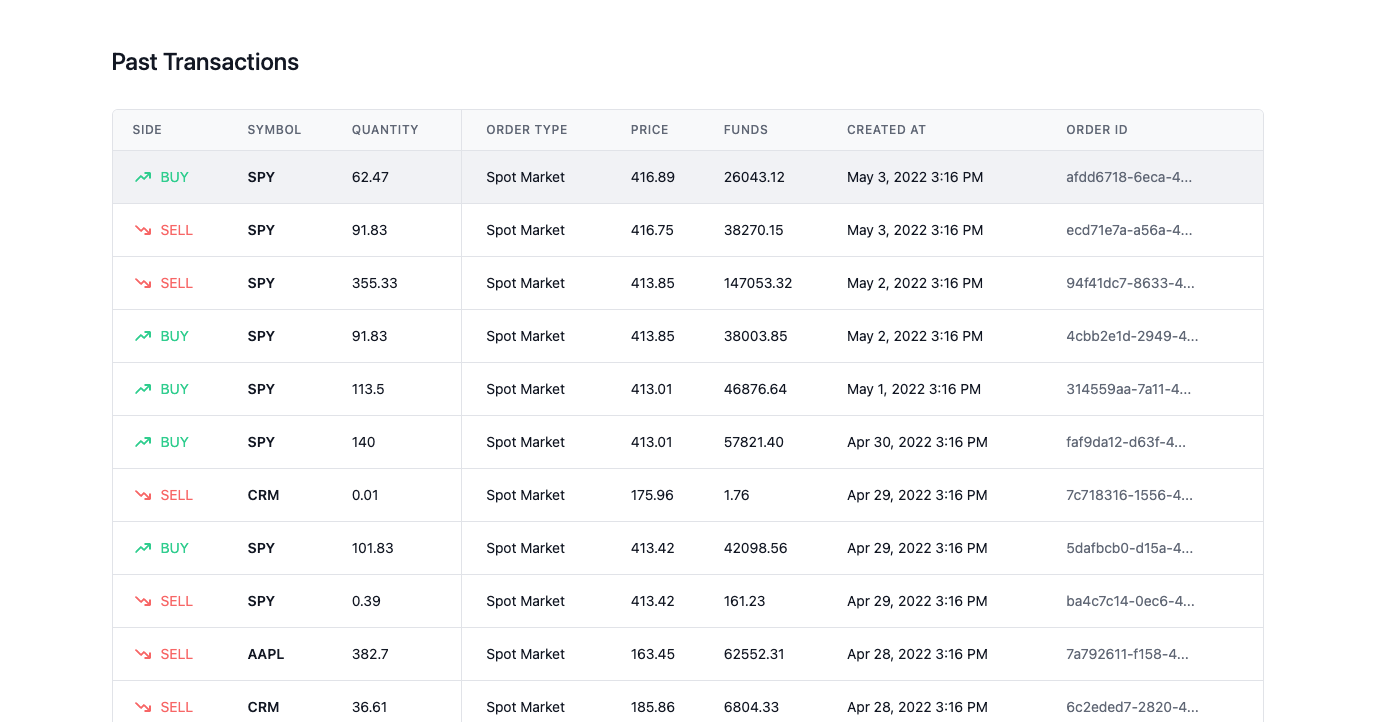 Past Transactions
SIDE SYMBOL QUANTITY ORDER TYPE PRICE FUNDS CREATED AT ORDER ID
BUY SPY 62.47 Spot Market 416.89 26043.12 May 3, 2022 3:16 PM afdd6718-6eca-4...
SELL SPY 91.83 Spot Market 416.75 38270.15 May 3, 2022 3:16 PM ecd71e7a-a56a-4...
SELL SPY 355.33 Spot Market 413.85 147053.32 May 2, 2022 3:16 PM 94f41dc7-8633-4...
BUY SPY 91.83 Spot Market 413.85 38003.85 May 2, 2022 3:16 PM 4cbb2e1d-2949-4...
BUY SPY 113.5 Spot Market 413.01 46876.64 May 1, 2022 3:16 PM 314559aa-7a11-4...
BUY SPY 140 Spot Market 413.01 57821.40 Apr 30, 2022 3:16 PM faf9da12-d63f-4...
SELL CRM 0.01 Spot Market 175.96 1.76 Apr 29, 2022 3:16 PM 7c718316-1556-4...
BUY SPY 101.83 Spot Market 413.42 42098.56 Apr 29, 2022 3:16 PM 5dafbcb0-d15a-4...
SELL SPY 0.39 Spot Market 413.42 161.23 Apr 29, 2022 3:16 PM ba4c7c14-0ec6-4...
SELL AAPL 382.7 Spot Market 163.45 62552.31 Apr 28, 2022 3:16 PM 7a792611-f158-4...
SELL CRM 36.61 Spot Market 185.86 6804.33 Apr 28, 2022 3:16 PM 6c2eded7-2820-4...